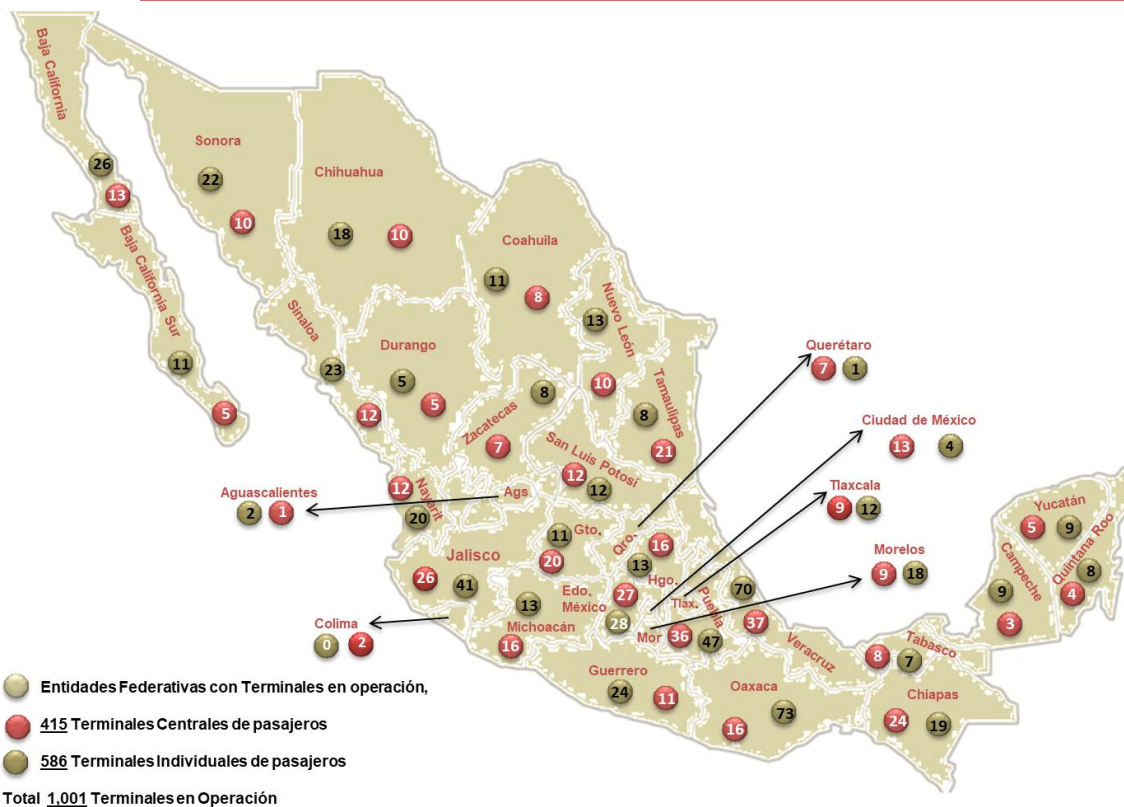 Baja California
26
13
Sonora
22
10
Chihuahua
18
10
Coahuila
11
8
Nuevo León
13
10
Baja California Sur
11
5
Sinaloa
23
12
Durango
5
5
Zacatecas
8
7
Tamaulipas
8
21
San Luis Potosí
12
12
Querétaro
7 1
Ciudad de México
13 4
Tlaxcala
9 12
Morelos
9 18
Aguascalientes
2 1
Ags.
Nayarit
12
20
Jalisco
26
41
Gto.
11
20
Qro.
16
13
Hgo.
Edo.
México
27
28
Tlax.
Mor
Puebla
36
47
70
37
Veracruz
Michoacán
13
16
Colima
0 2
Guerrero
24
11
Oaxaca
16
73
Tabasco
8
7
Chiapas
24
19
Campeche
9
3
Yucatán
5 9
Quintana Roo
8
4
Entidades Federativas con Terminales en operación,
415 Terminales Centrales de pasajeros
586 Terminales Individuales de pasajeros
Total 1,001 Terminales en Operación